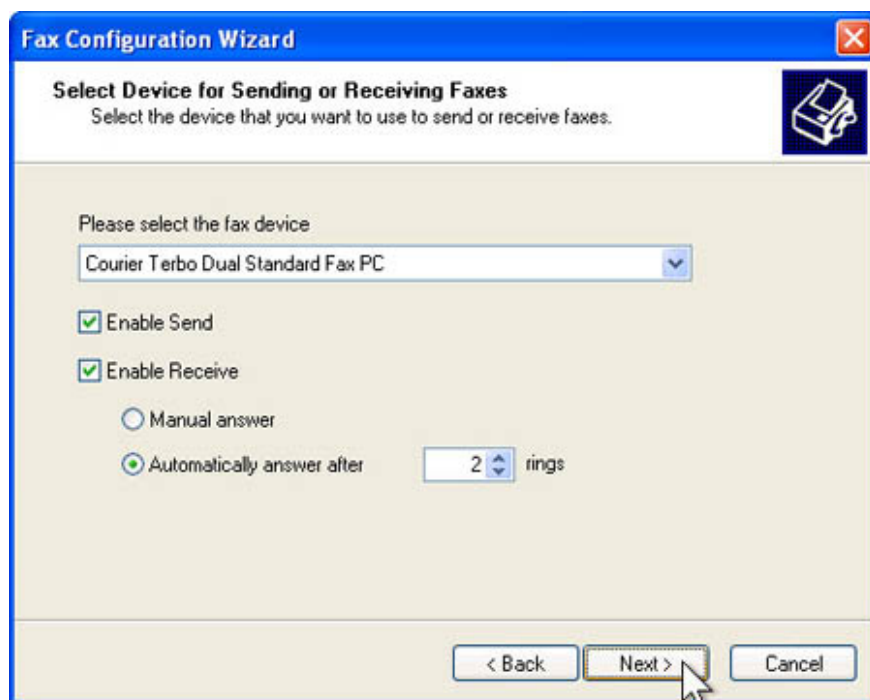 Fax Configuration Wizard
Select Device for Sending or Receiving Faxes
Select the device that you want to use to send or receive faxes.
Please select the fax device
Courier Terbo Dual Standard Fax PC
Enable Send
Enable Receive
Manual answer
Automatically answer after 2 rings
< Back Next > Cancel